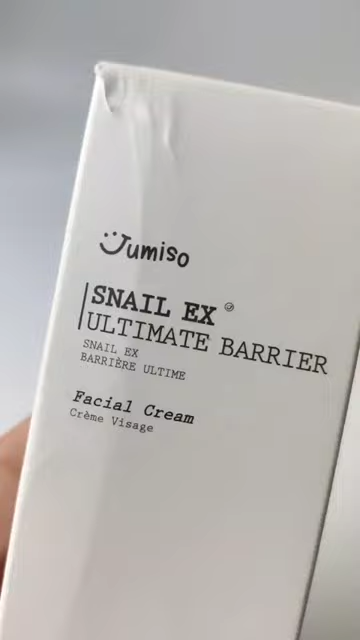 Jumiso
SNAIL EX
ULTIMATE BARRIER
SNAIL EX
BARRIÈRE ULTIME
Facial Cream
Crème Visage